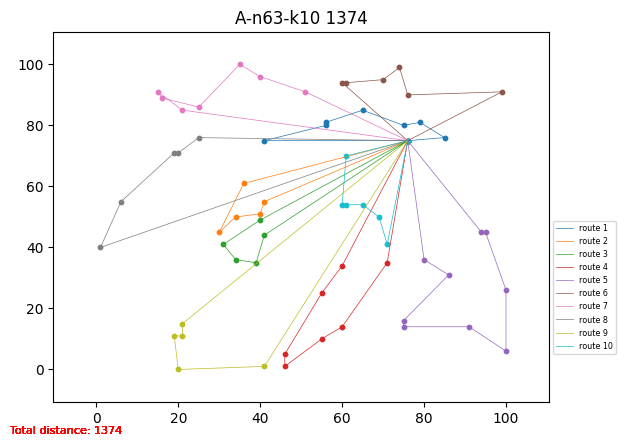 A-n63-k10 1374
100
80
60
40
20
0
0 20 40 60 80 100
route 1
route 2
route 3
route 4
route 5
route 6
route 7
route 8
route 9
route 10
Total distance: 1374